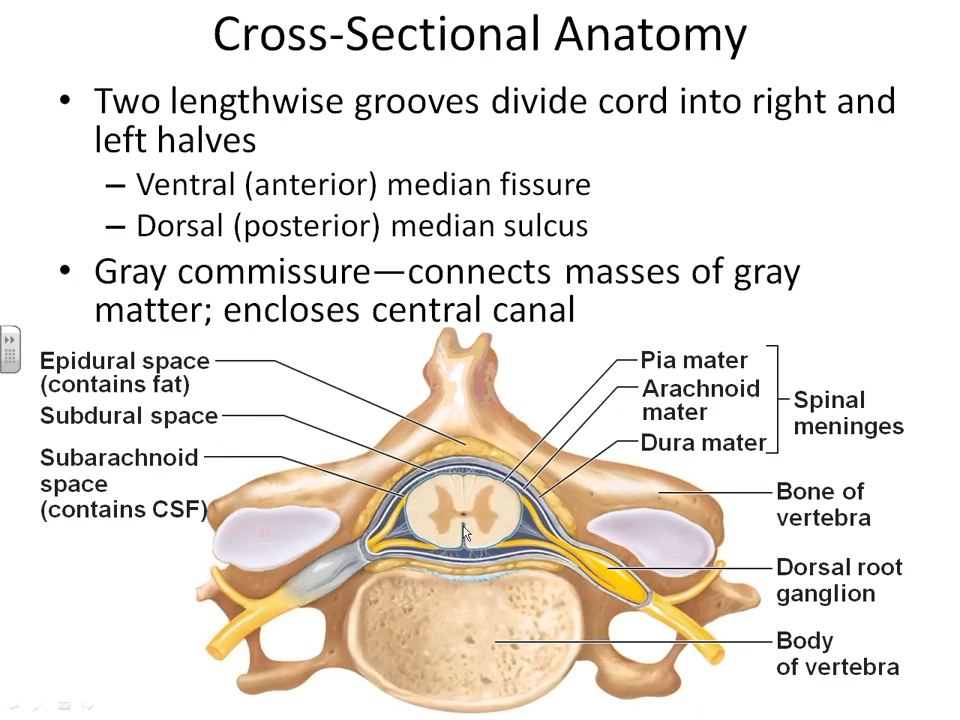 Cross-Sectional Anatomy
• Two lengthwise grooves divide cord into right and
left halves
– Ventral (anterior) median fissure
– Dorsal (posterior) median sulcus
• Gray commissure—connects masses of gray
matter; encloses central canal
Epidural space
(contains fat)
Subdural space
Subarachnoid
space
(contains CSF)
Pia mater
Arachnoid
mater
Dura mater
Spinal
meninges
Bone of
vertebra
Dorsal root
ganglion
Body
of vertebra